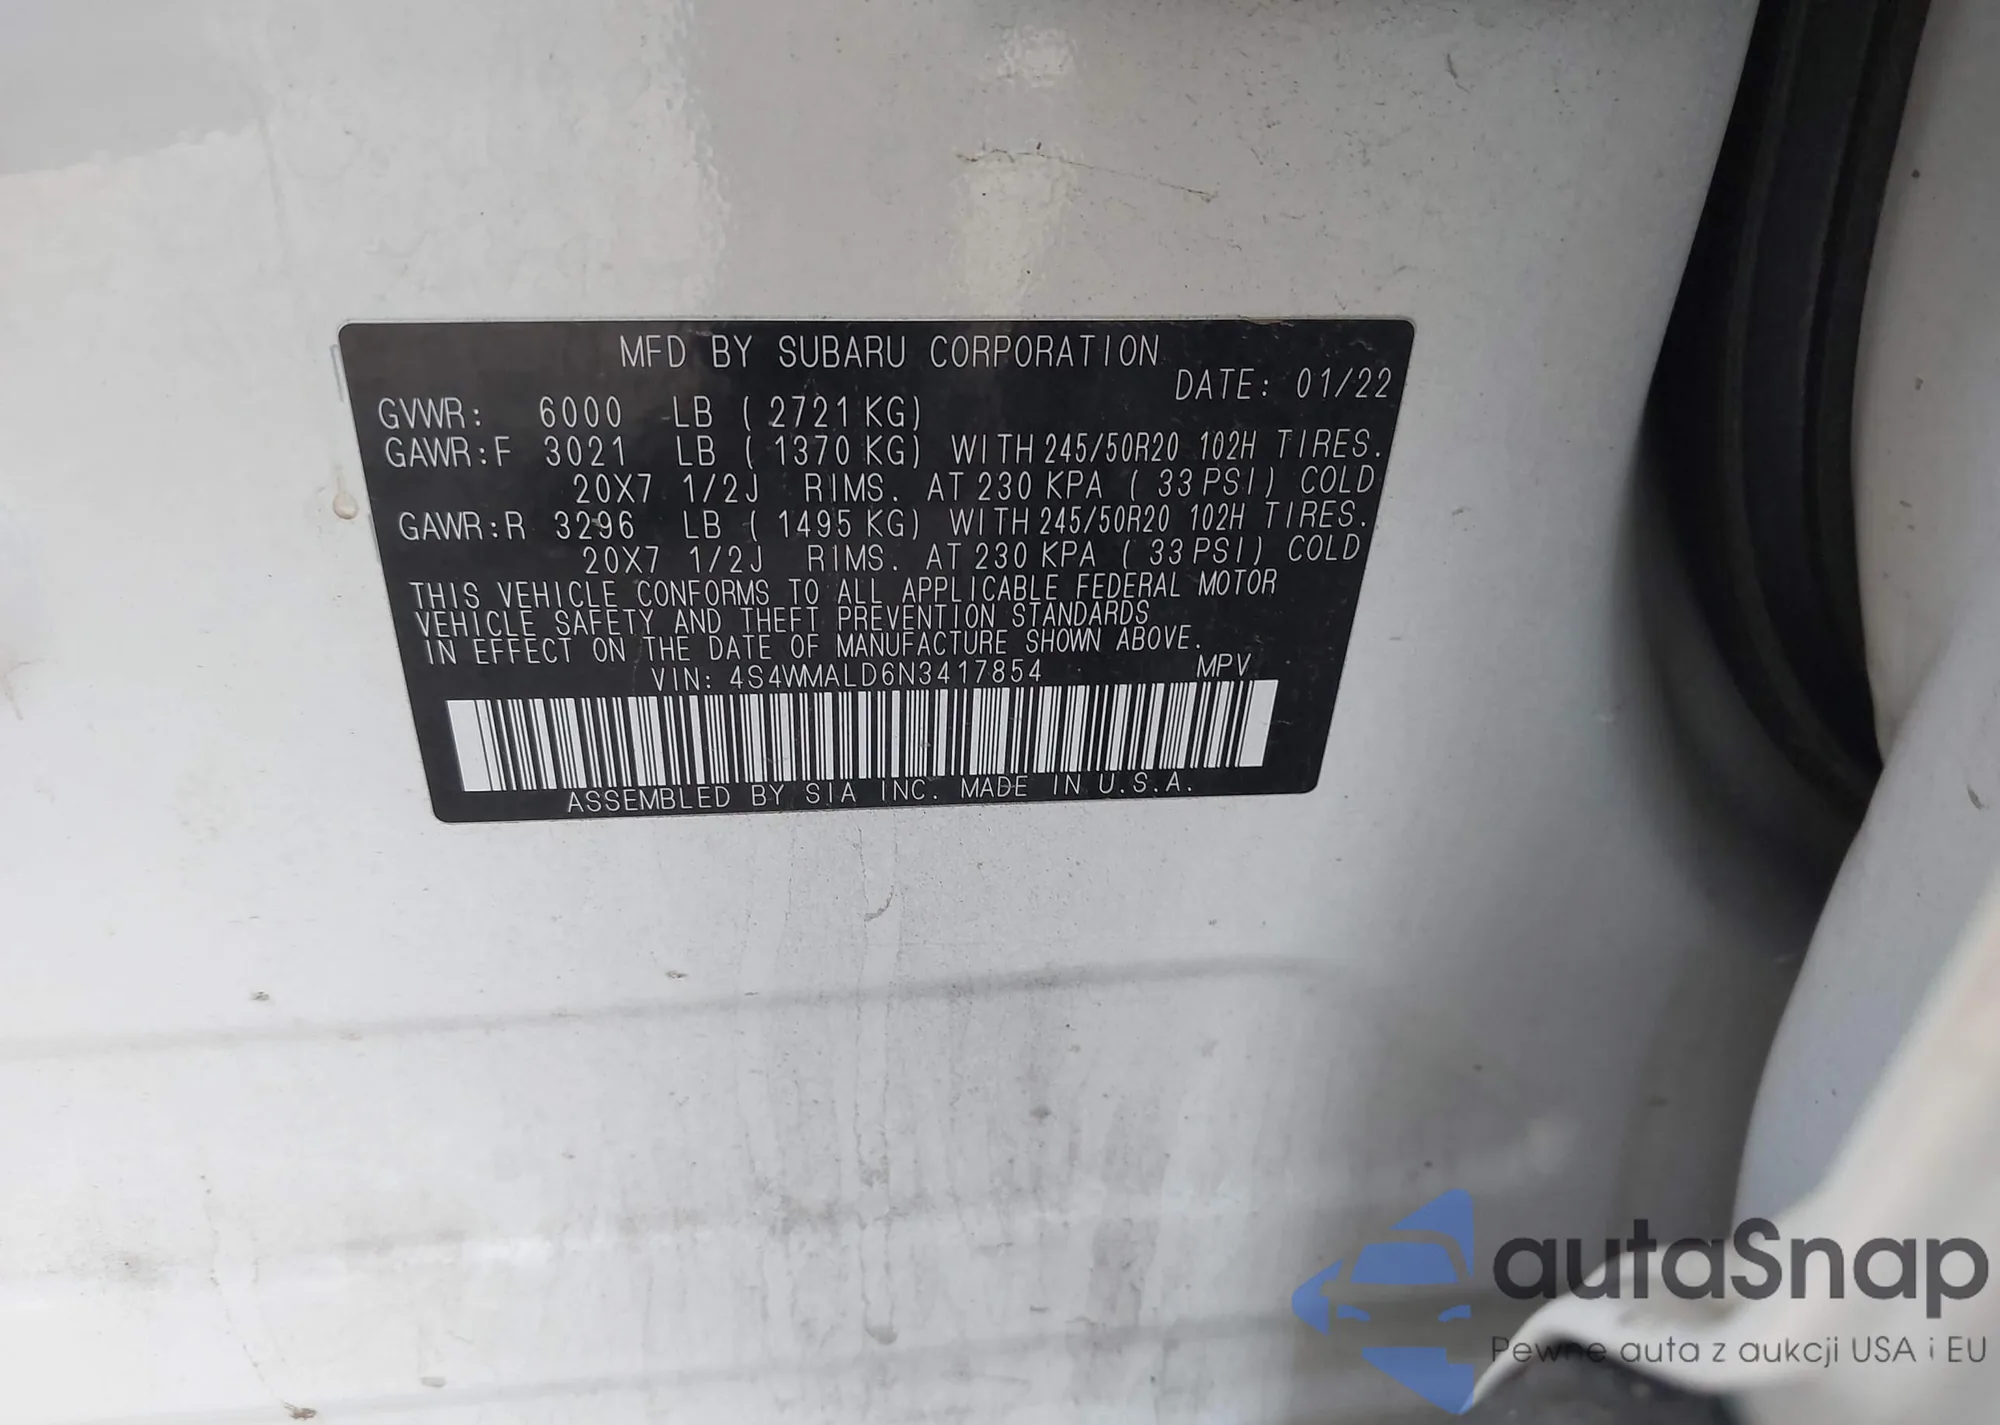 MFD BY SUBARU CORPORATION
DATE: 01/22
GVWR: 6000 LB ( 2721 KG)
GAWR:F 3021 LB ( 1370 KG) WITH 245/50R20 102H TIRES.
20X7 1/2J RIMS. AT 230 KPA ( 33 PSI) COLD
GAWR:R 3296 LB ( 1495 KG) WITH 245/50R20 102H TIRES.
20X7 1/2J RIMS. AT 230 KPA ( 33 PSI) COLD
THIS VEHICLE CONFORMS TO ALL APPLICABLE FEDERAL MOTOR
VEHICLE SAFETY AND THEFT PREVENTION STANDARDS
IN EFFECT ON THE DATE OF MANUFACTURE SHOWN ABOVE.
VIN: 4S4WMALD6N3417854 MPV
ASSEMBLED BY SIA INC. MADE IN U.S.A.
autaSnap
Pewne auta z aukcji USA i EU